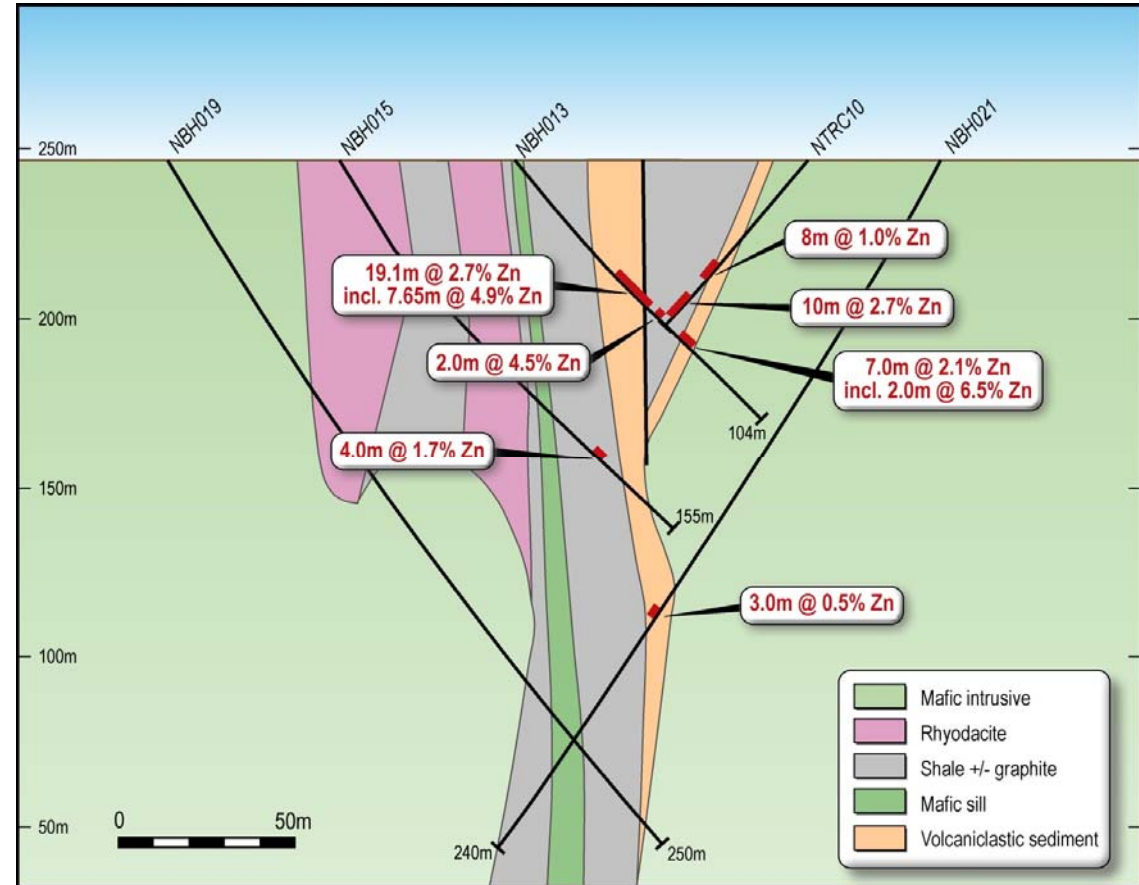 NBH019
NBH015
NBH013
NTRC10
NBH021
250m
200m
150m
100m
50m
8m @ 1.0% Zn
19.1m @ 2.7% Zn
incl. 7.65m @ 4.9% Zn
10m @ 2.7% Zn
2.0m @ 4.5% Zn
7.0m @ 2.1% Zn
incl. 2.0m @ 6.5% Zn
104m
4.0m @ 1.7% Zn
155m
3.0m @ 0.5% Zn
240m
250m
0
50m
Mafic intrusive
Rhyodacite
Shale +/- graphite
Mafic sill
Volcaniclastic sediment